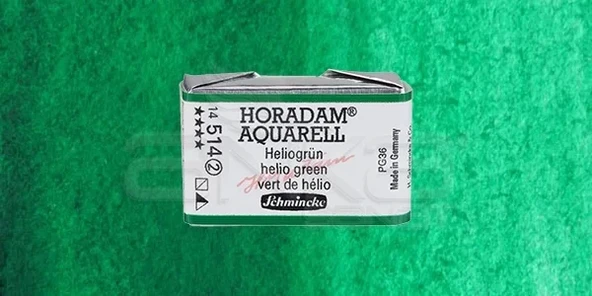 HORADAM®
AQUARELL
Heliogrün
helio green
vert de hélio
Schmincke
14 514 2
★★★★
PG36
Made in Germany